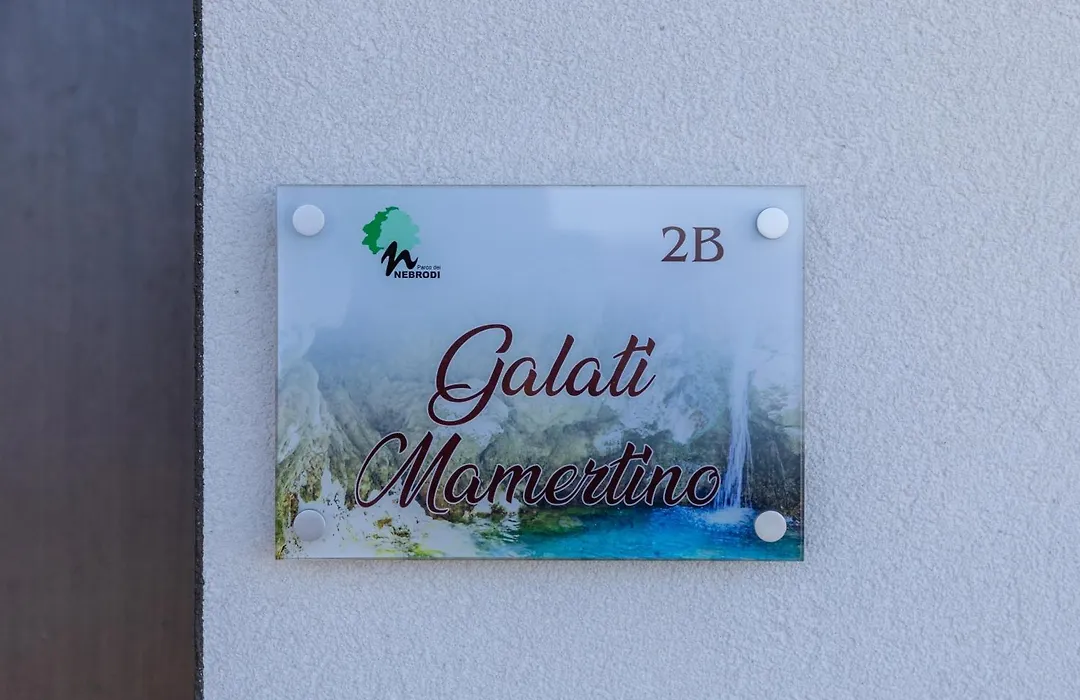 Parco dei
NEBRODI
2B
Galati
Mamertino